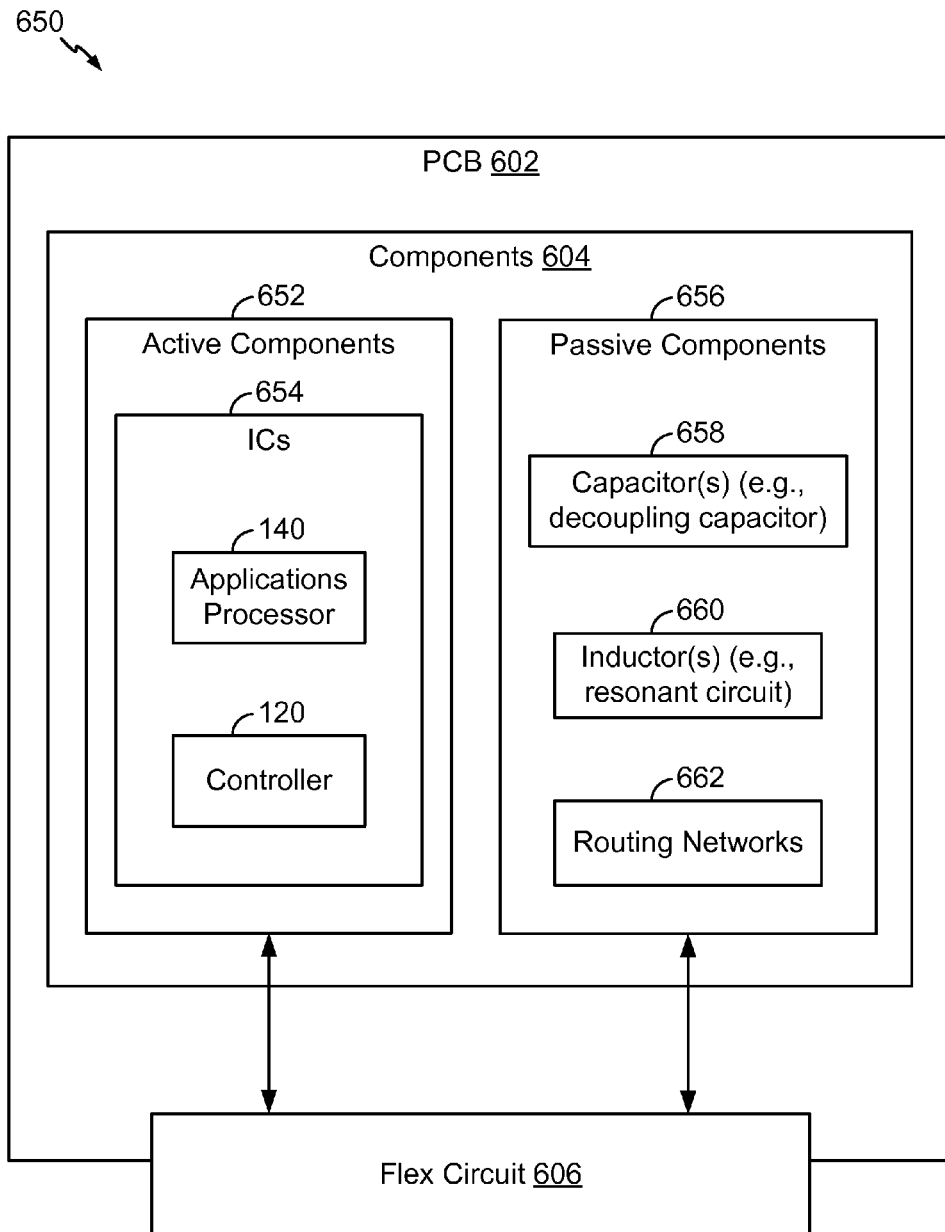 650
PCB 602
Components 604
652
Active Components
654
ICs
140
Applications
Processor
120
Controller
656
Passive Components
658
Capacitor(s) (e.g.,
decoupling capacitor)
660
Inductor(s) (e.g.,
resonant circuit)
662
Routing Networks
Flex Circuit 606